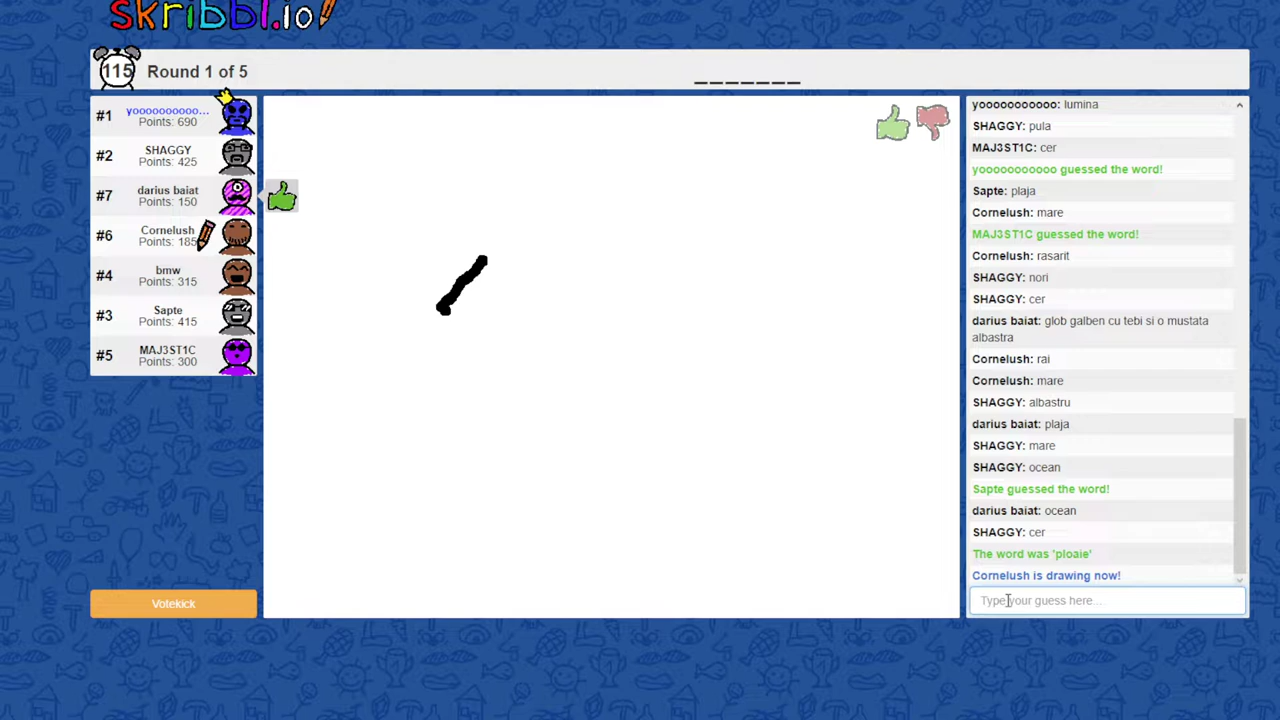 skribbl.io
115 Round 1 of 5
_______
#1 yoooooooooo...
Points: 690
#2 SHAGGY
Points: 425
#7 darius baiat
Points: 150
#6 Cornelush
Points: 185
#4 bmw
Points: 315
#3 Sapte
Points: 415
#5 MAJ3ST1C
Points: 300
Votekick
yooooooooooo: lumina
SHAGGY: pula
MAJ3ST1C: cer
yooooooooooo guessed the word!
Sapte: plaja
Cornelush: mare
MAJ3ST1C guessed the word!
Cornelush: rasarit
SHAGGY: nori
SHAGGY: cer
darius baiat: glob galben cu tebi si o mustata
albastra
Cornelush: rai
Cornelush: mare
SHAGGY: albastru
darius baiat: plaja
SHAGGY: mare
SHAGGY: ocean
Sapte guessed the word!
darius baiat: ocean
SHAGGY: cer
The word was 'ploaie'
Cornelush is drawing now!
Type your guess here...